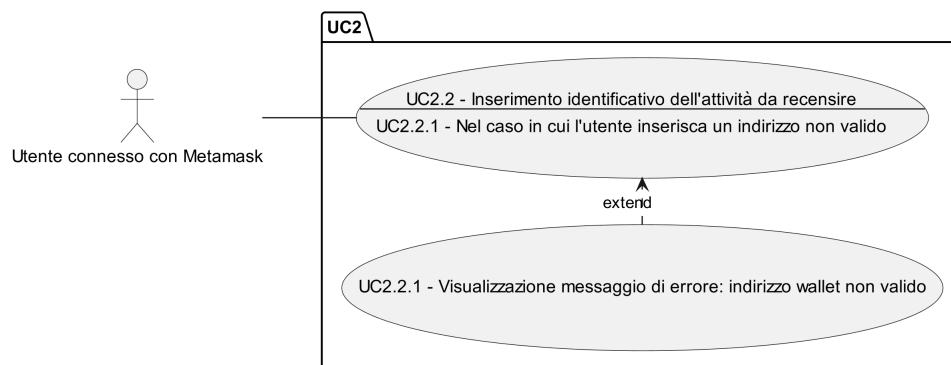 UC2
UC2.2 - Inserimento identificativo dell'attività da recensire
UC2.2.1 - Nel caso in cui l'utente inserisca un indirizzo non valido
Utente connesso con Metamask
extend
UC2.2.1 - Visualizzazione messaggio di errore: indirizzo wallet non valido